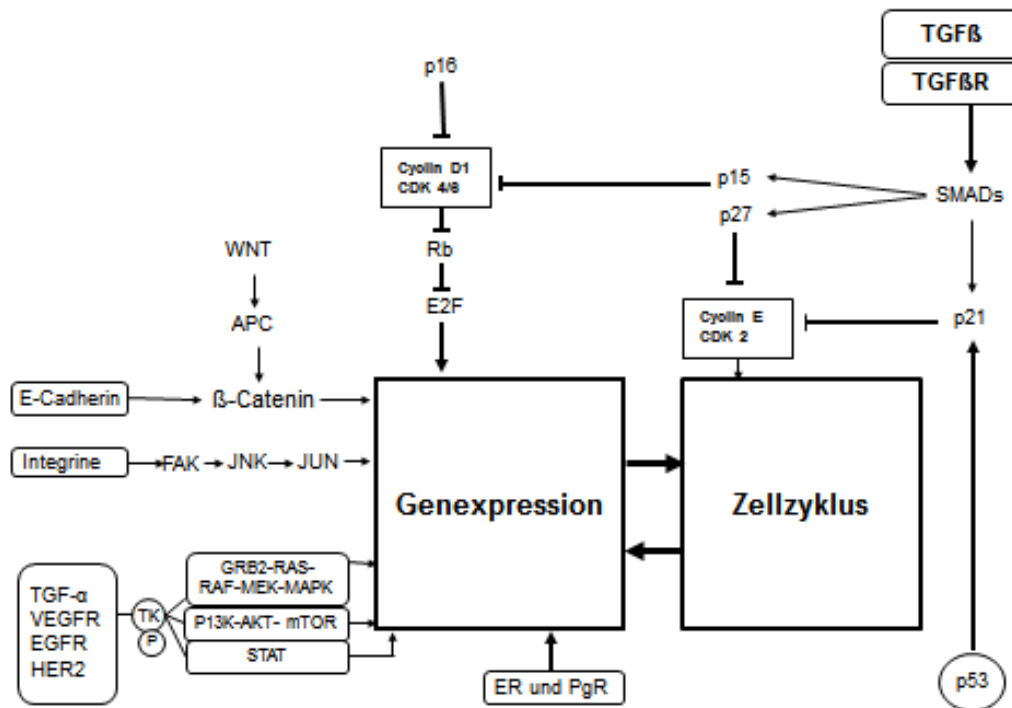 TGFß
TGFßR
p16
Cyolin D1
CDK 4/6
p15
p27
SMADs
WNT
Rb
E2F
APC
Cyolin E
CDK 2
p21
E-Cadherin
ß-Catenin
Integrine
FAK
JNK
JUN
Genexpression
Zellzyklus
GRB2-RAS-
RAF-MEK-MAPK
TGF-α
VEGFR
EGFR
HER2
TK
P
P13K-AKT- mTOR
STAT
ER und PgR
p53